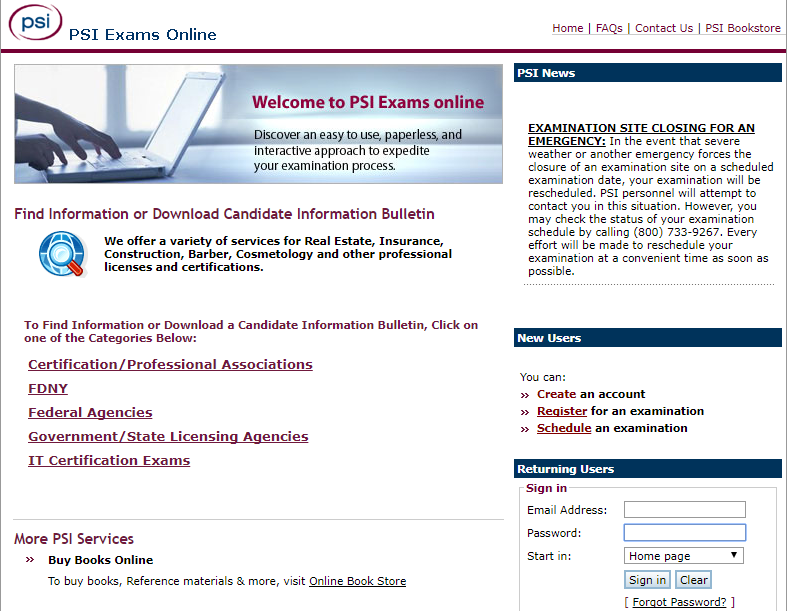 psi
PSI Exams Online
Home | FAQs | Contact Us | PSI Bookstore
Welcome to PSI Exams online
Discover an easy to use, paperless, and
interactive approach to expedite
your examination process.
Find Information or Download Candidate Information Bulletin
We offer a variety of services for Real Estate, Insurance,
Construction, Barber, Cosmetology and other professional
licenses and certifications.
To Find Information or Download a Candidate Information Bulletin, Click on
one of the Categories Below:
Certification/Professional Associations
FDNY
Federal Agencies
Government/State Licensing Agencies
IT Certification Exams
More PSI Services
» Buy Books Online
To buy books, Reference materials & more, visit Online Book Store
PSI News
EXAMINATION SITE CLOSING FOR AN
EMERGENCY: In the event that severe
weather or another emergency forces the
closure of an examination site on a scheduled
examination date, your examination will be
rescheduled. PSI personnel will attempt to
contact you in this situation. However, you
may check the status of your examination
schedule by calling (800) 733-9267. Every
effort will be made to reschedule your
examination at a convenient time as soon as
possible.
New Users
You can:
» Create an account
» Register for an examination
» Schedule an examination
Returning Users
Sign in
Email Address:
Password:
Start in: Home page
Sign in Clear
[ Forgot Password? ]